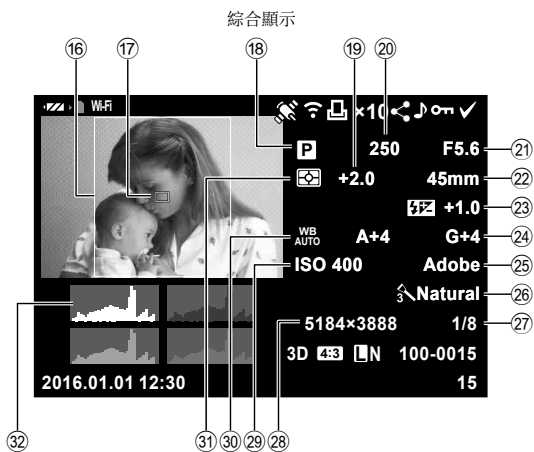 綜合顯示
⑯ ⑰ ⑱ ⑲ ⑳
Wi-Fi ×10
P 250 F5.6 ㉑
+2.0 45mm ㉒
+1.0 ㉓
WB AUTO A+4 G+4 ㉔
ISO 400 Adobe ㉕
3 Natural ㉖
5184×3888 1/8 ㉗
3D 4:3 LN 100-0015
2016.01.01 12:30 15
㉜ ㉛ ㉚ ㉙ ㉘